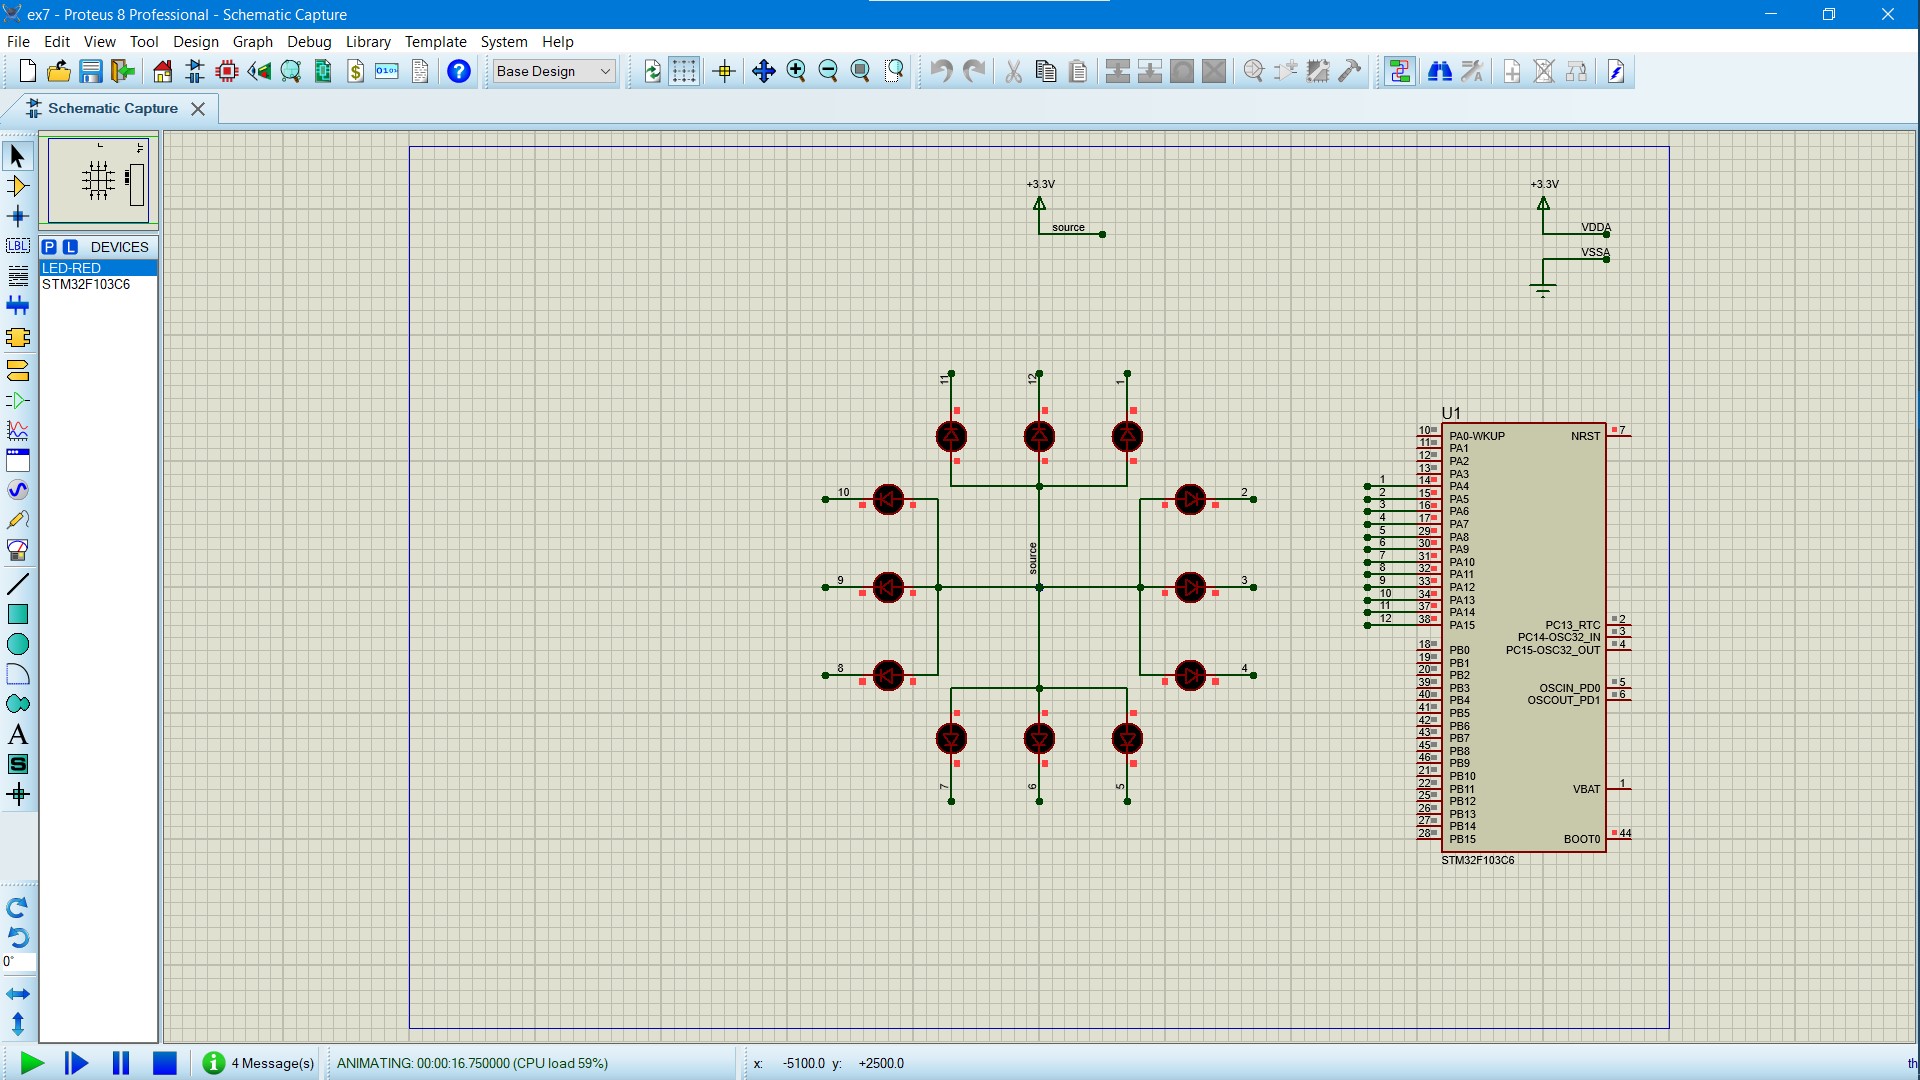 ex7 - Proteus 8 Professional - Schematic Capture
File Edit View Tool Design Graph Debug Library Template System Help
Base Design
Schematic Capture
P L DEVICES
LED-RED
STM32F103C6
LBL
A
S
0°
+3.3V
source
+3.3V
VDDA
VSSA
11 12 1
10 2
source
9 3
8 4
7 6 5
U1
10 PA0-WKUP NRST 7
11 PA1
12 PA2
13 PA3
1 14 PA4
2 15 PA5
3 16 PA6
4 17 PA7
5 29 PA8
6 30 PA9
7 31 PA10
8 32 PA11
9 33 PA12
10 34 PA13
11 37 PA14
12 38 PA15 PC13_RTC 2
PC14-OSC32_IN 3
18 PB0 PC15-OSC32_OUT 4
19 PB1
20 PB2
39 PB3 OSCIN_PD0 5
40 PB4 OSCOUT_PD1 6
41 PB5
42 PB6
43 PB7
45 PB8
46 PB9
21 PB10
22 PB11 VBAT 1
25 PB12
26 PB13
27 PB14
28 PB15 BOOT0 44
STM32F103C6
4 Message(s) ANIMATING: 00:00:16.750000 (CPU load 59%) x: -5100.0 y: +2500.0 th